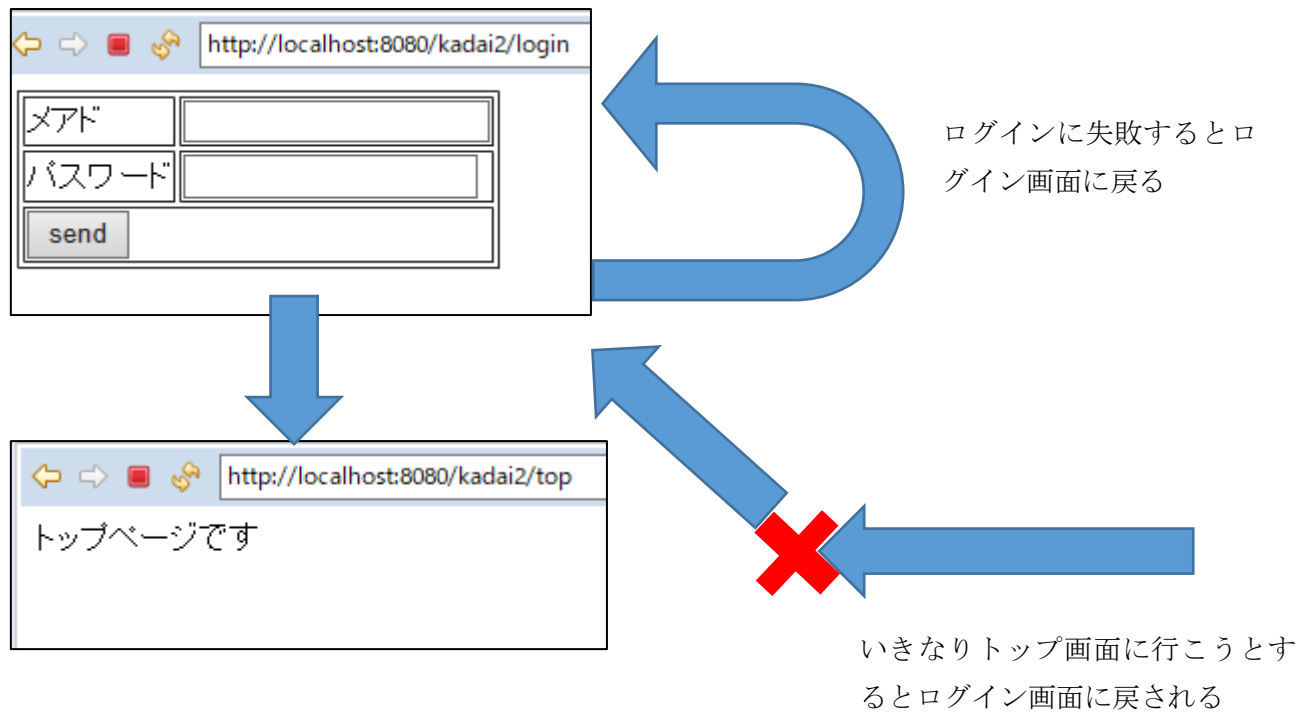 http://localhost:8080/kadai2/login
メアド
パスワード
send
ログインに失敗するとロ
グイン画面に戻る
http://localhost:8080/kadai2/top
トップページです
いきなりトップ画面に行こうとす
るとログイン画面に戻される